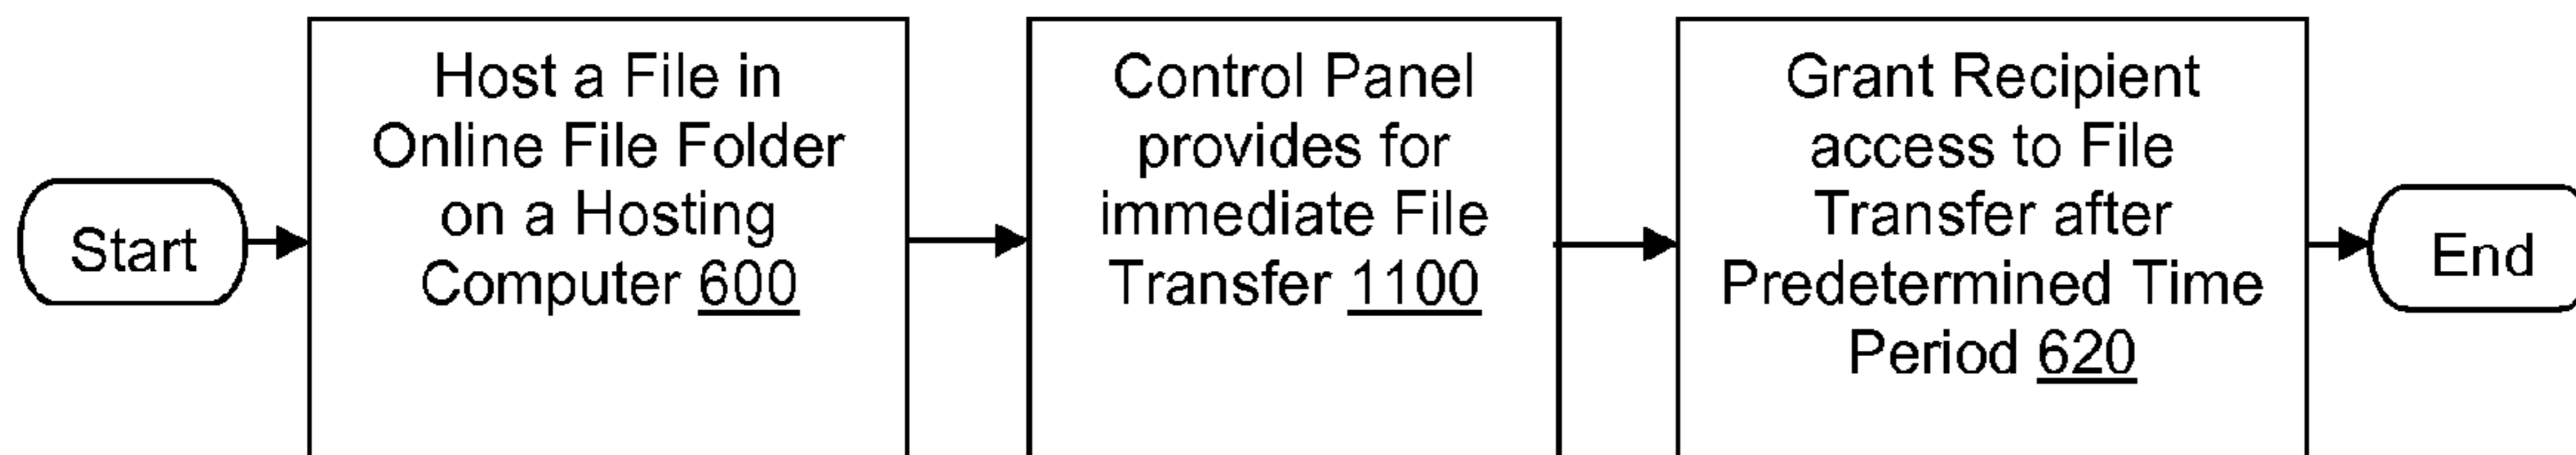 Start
Host a File in
Online File Folder
on a Hosting
Computer 600
Control Panel
provides for
immediate File
Transfer 1100
Grant Recipient
access to File
Transfer after
Predetermined Time
Period 620
End